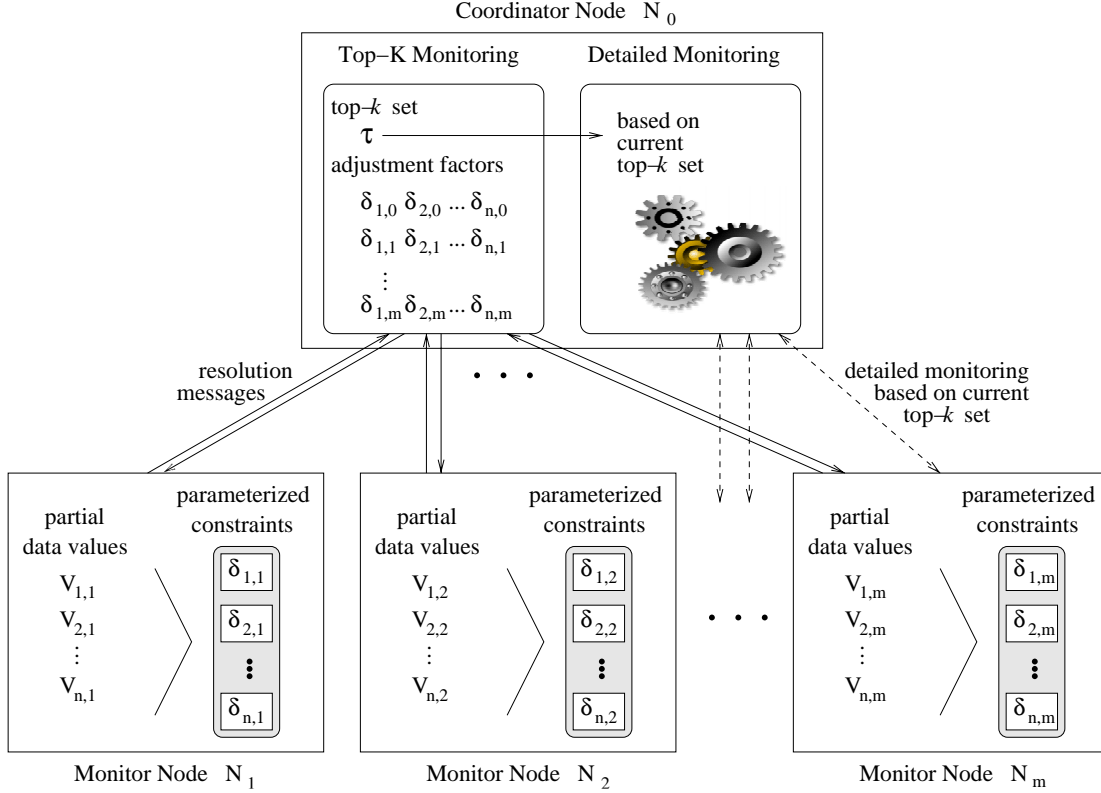 Coordinator Node N 0
Top–K Monitoring
Detailed Monitoring
top–k set
τ
adjustment factors
δ1,0 δ2,0 ... δn,0
δ1,1 δ2,1 ... δn,1
⋮
δ1,m δ2,m ... δn,m
based on
current
top–k set
resolution
messages
• • •
detailed monitoring
based on current
top–k set
partial
data values
V1,1
V2,1
⋮
Vn,1
parameterized
constraints
δ1,1
δ2,1
⋮
δn,1
Monitor Node N 1
partial
data values
V1,2
V2,2
⋮
Vn,2
parameterized
constraints
δ1,2
δ2,2
⋮
δn,2
Monitor Node N 2
• • •
partial
data values
V1,m
V2,m
⋮
Vn,m
parameterized
constraints
δ1,m
δ2,m
⋮
δn,m
Monitor Node N m